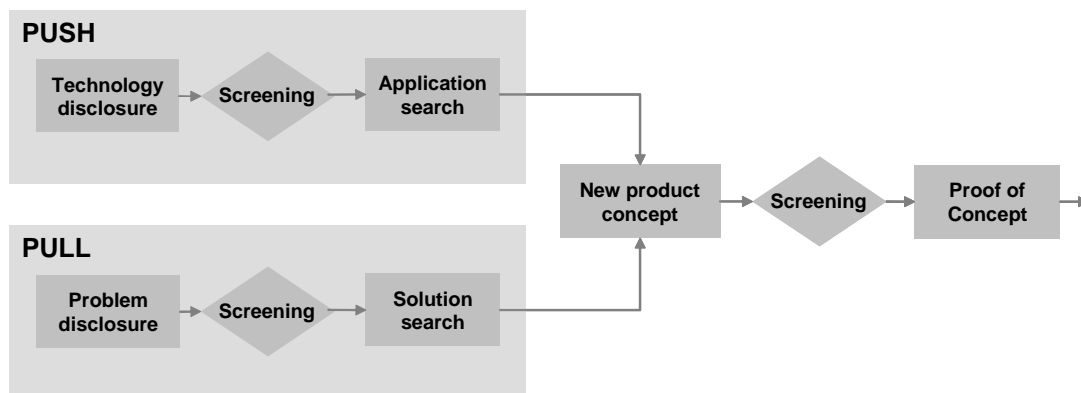 PUSH
Technology
disclosure
Screening
Application
search
PULL
Problem
disclosure
Screening
Solution
search
New product
concept
Screening
Proof of
Concept